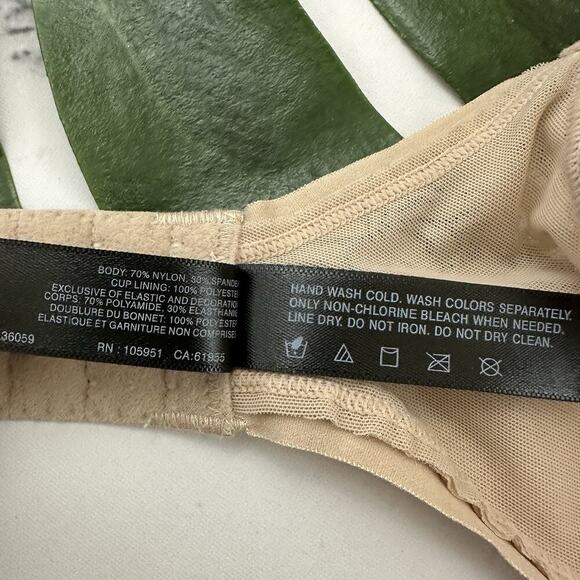 BODY: 70% NYLON, 30% SPANDEX
CUP LINING: 100% POLYESTER
EXCLUSIVE OF ELASTIC AND DECORATION
CORPS: 70% POLYAMIDE, 30% ELASTHANNE
DOUBLURE DU BONNET: 100% POLYESTER
ELASTIQUE ET GARNITURE NON COMPRISE
36059
RN : 105951 CA:61955
HAND WASH COLD. WASH COLORS SEPARATELY.
ONLY NON-CHLORINE BLEACH WHEN NEEDED.
LINE DRY. DO NOT IRON. DO NOT DRY CLEAN.